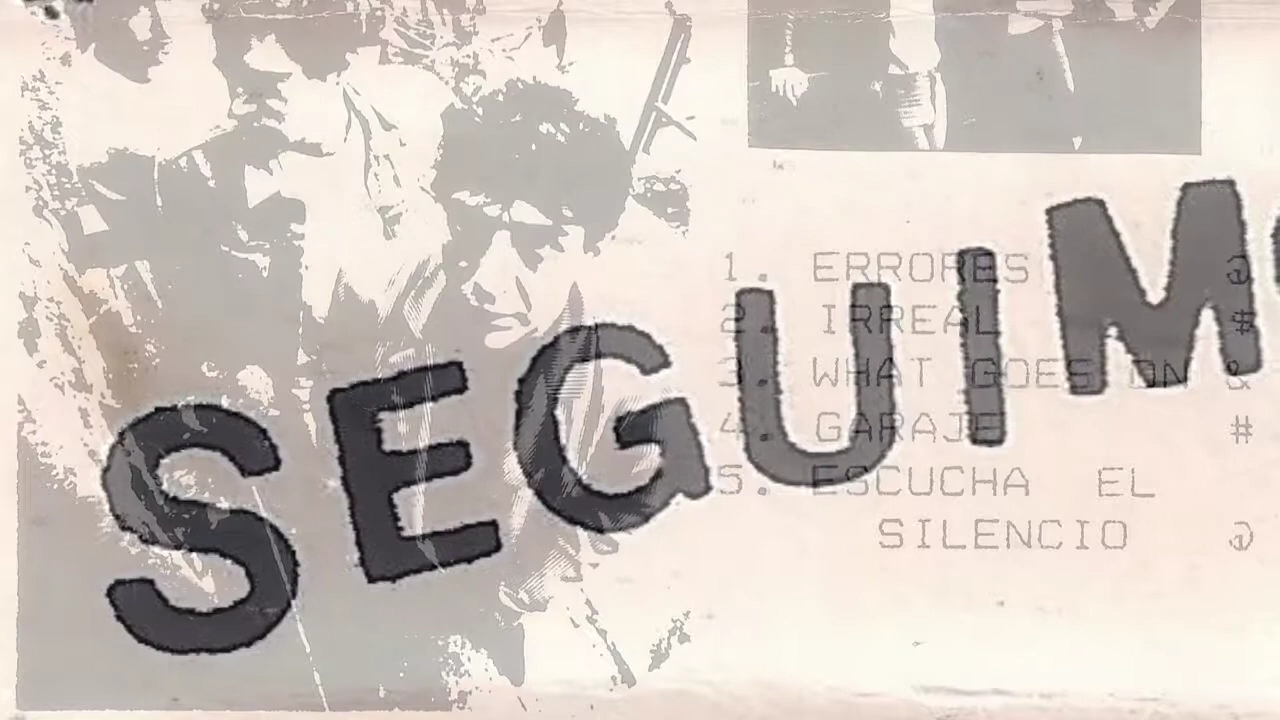 1. ERRORES @
2. IRREAL #
3. WHAT GOES ON &
4. GARAJE #
5. ESCUCHA EL
SILENCIO @
SEGUIM